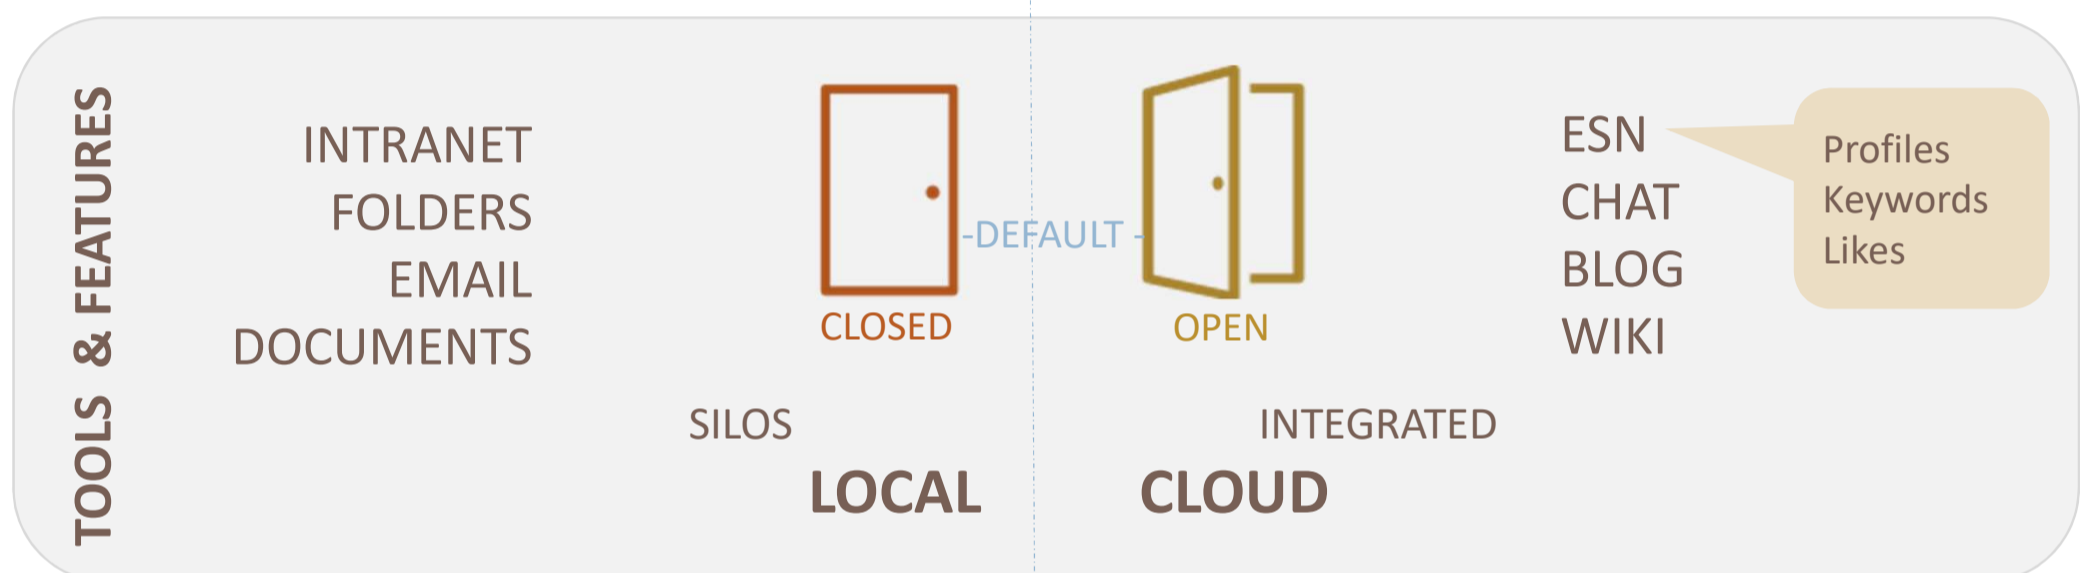 TOOLS & FEATURES
INTRANET
FOLDERS
EMAIL
DOCUMENTS
-DEFAULT -
CLOSED
OPEN
ESN
CHAT
BLOG
WIKI
Profiles
Keywords
Likes
SILOS
INTEGRATED
LOCAL
CLOUD